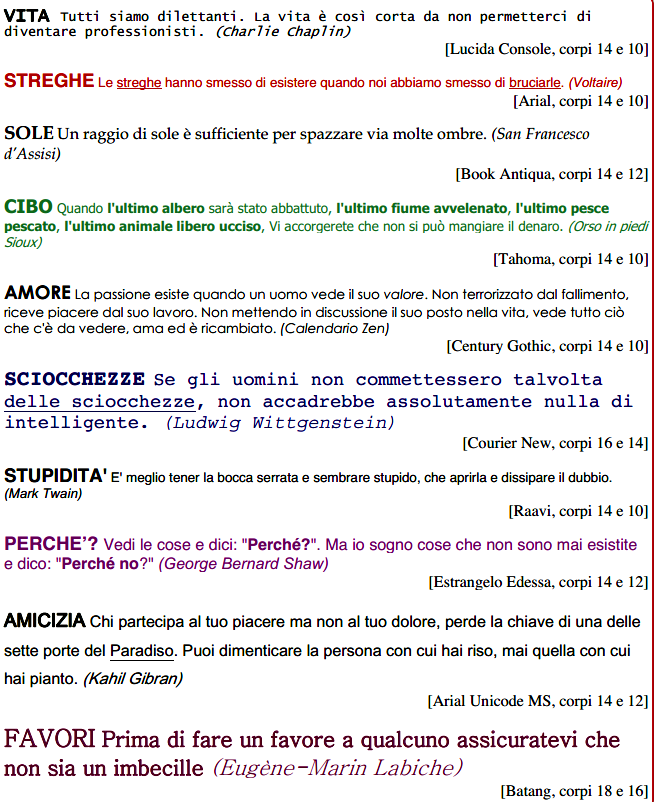 VITA Tutti siamo dilettanti. La vita è così corta da non permetterci di
diventare professionisti. (Charlie Chaplin)
[Lucida Console, corpi 14 e 10]
STREGHE Le streghe hanno smesso di esistere quando noi abbiamo smesso di bruciarle. (Voltaire)
[Arial, corpi 14 e 10]
SOLE Un raggio di sole è sufficiente per spazzare via molte ombre. (San Francesco
d'Assisi)
[Book Antiqua, corpi 14 e 12]
CIBO Quando l'ultimo albero sarà stato abbattuto, l'ultimo fiume avvelenato, l'ultimo pesce
pescato, l'ultimo animale libero ucciso, Vi accorgerete che non si può mangiare il denaro. (Orso in piedi
Sioux)
[Tahoma, corpi 14 e 10]
AMORE La passione esiste quando un uomo vede il suo valore. Non terrorizzato dal fallimento,
riceve piacere dal suo lavoro. Non mettendo in discussione il suo posto nella vita, vede tutto ciò
che c'è da vedere, ama ed è ricambiato. (Calendario Zen)
[Century Gothic, corpi 14 e 10]
SCIOCCHEZZE Se gli uomini non commettessero talvolta
delle sciocchezze, non accadrebbe assolutamente nulla di
intelligente. (Ludwig Wittgenstein)
[Courier New, corpi 16 e 14]
STUPIDITA' E' meglio tener la bocca serrata e sembrare stupido, che aprirla e dissipare il dubbio.
(Mark Twain)
[Raavi, corpi 14 e 10]
PERCHE'? Vedi le cose e dici: "Perché?". Ma io sogno cose che non sono mai esistite
e dico: "Perché no?" (George Bernard Shaw)
[Estrangelo Edessa, corpi 14 e 12]
AMICIZIA Chi partecipa al tuo piacere ma non al tuo dolore, perde la chiave di una delle
sette porte del Paradiso. Puoi dimenticare la persona con cui hai riso, mai quella con cui
hai pianto. (Kahil Gibran)
[Arial Unicode MS, corpi 14 e 12]
FAVORI Prima di fare un favore a qualcuno assicuratevi che
non sia un imbecille (Eugène-Marin Labiche)
[Batang, corpi 18 e 16]